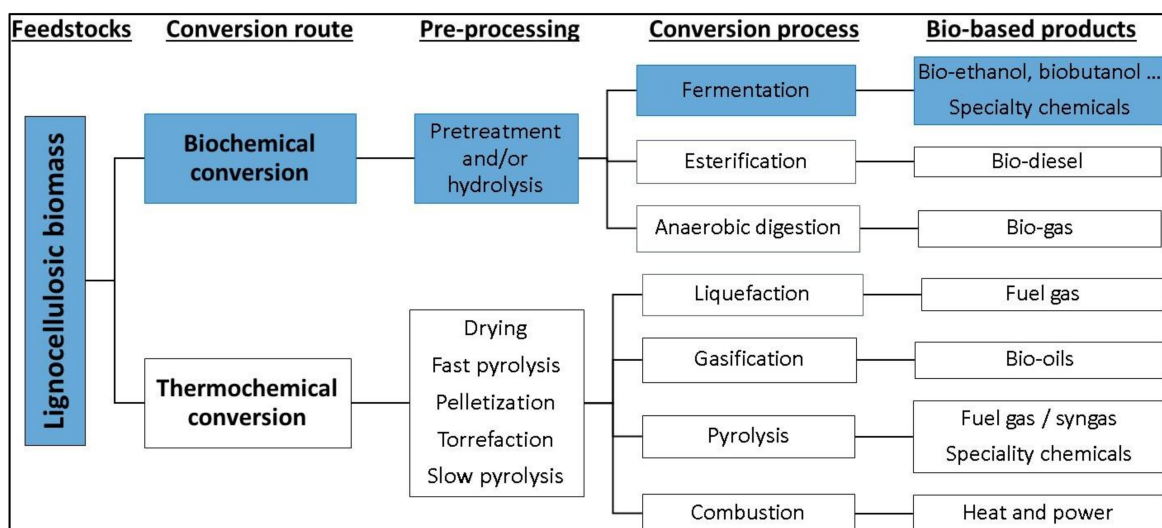 Feedstocks
Conversion route
Pre-processing
Conversion process
Bio-based products
Lignocellulosic biomass
Biochemical
conversion
Pretreatment
and/or
hydrolysis
Fermentation
Bio-ethanol, biobutanol ...
Specialty chemicals
Esterification
Bio-diesel
Anaerobic digestion
Bio-gas
Thermochemical
conversion
Drying
Fast pyrolysis
Pelletization
Torrefaction
Slow pyrolysis
Liquefaction
Fuel gas
Gasification
Bio-oils
Pyrolysis
Fuel gas / syngas
Speciality chemicals
Combustion
Heat and power